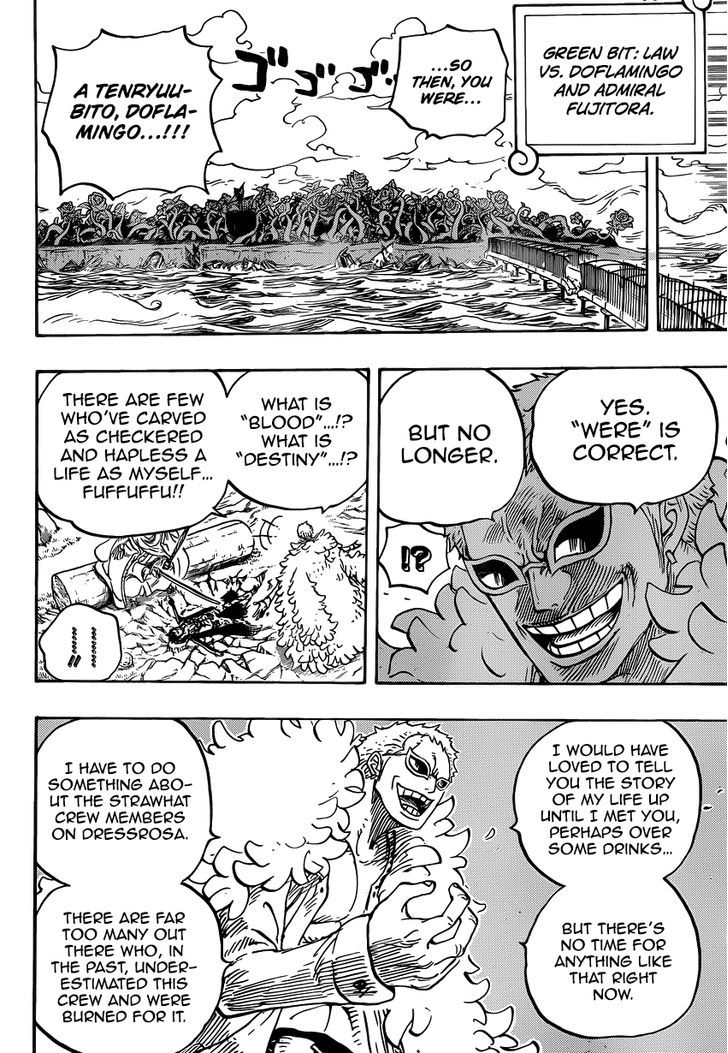 GREEN BIT: LAW
VS. DOFLAMINGO
AND ADMIRAL
FUJITORA.
...SO
THEN, YOU
WERE...
ゴゴゴゴ
A TENRYUU-
BITO, DOFLA-
MINGO...!!!
YES.
"WERE" IS
CORRECT.
BUT NO
LONGER.
!?
WHAT IS
"BLOOD"...!?
WHAT IS
"DESTINY"...!?
THERE ARE FEW
WHO'VE CARVED
AS CHECKERED
AND HAPLESS A
LIFE AS MYSELF...
FUFFUFFU!!
.........!!
I WOULD HAVE
LOVED TO TELL
YOU THE STORY
OF MY LIFE UP
UNTIL I MET YOU,
PERHAPS OVER
SOME DRINKS...
BUT THERE'S
NO TIME FOR
ANYTHING LIKE
THAT RIGHT
NOW.
I HAVE TO DO
SOMETHING ABO-
UT THE STRAWHAT
CREW MEMBERS
ON DRESSROSA.
THERE ARE FAR
TOO MANY OUT
THERE WHO, IN
THE PAST, UNDER-
ESTIMATED THIS
CREW AND WERE
BURNED FOR IT.